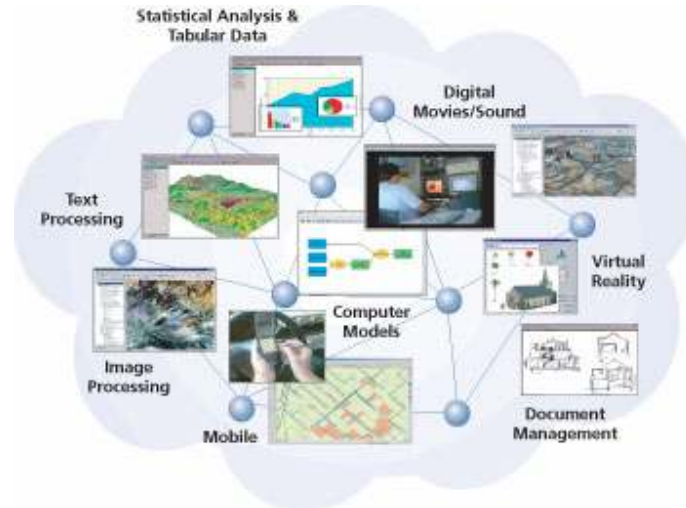 Statistical Analysis &
Tabular Data
Digital
Movies/Sound
Text
Processing
Virtual
Reality
Computer
Models
Image
Processing
Mobile
Document
Management